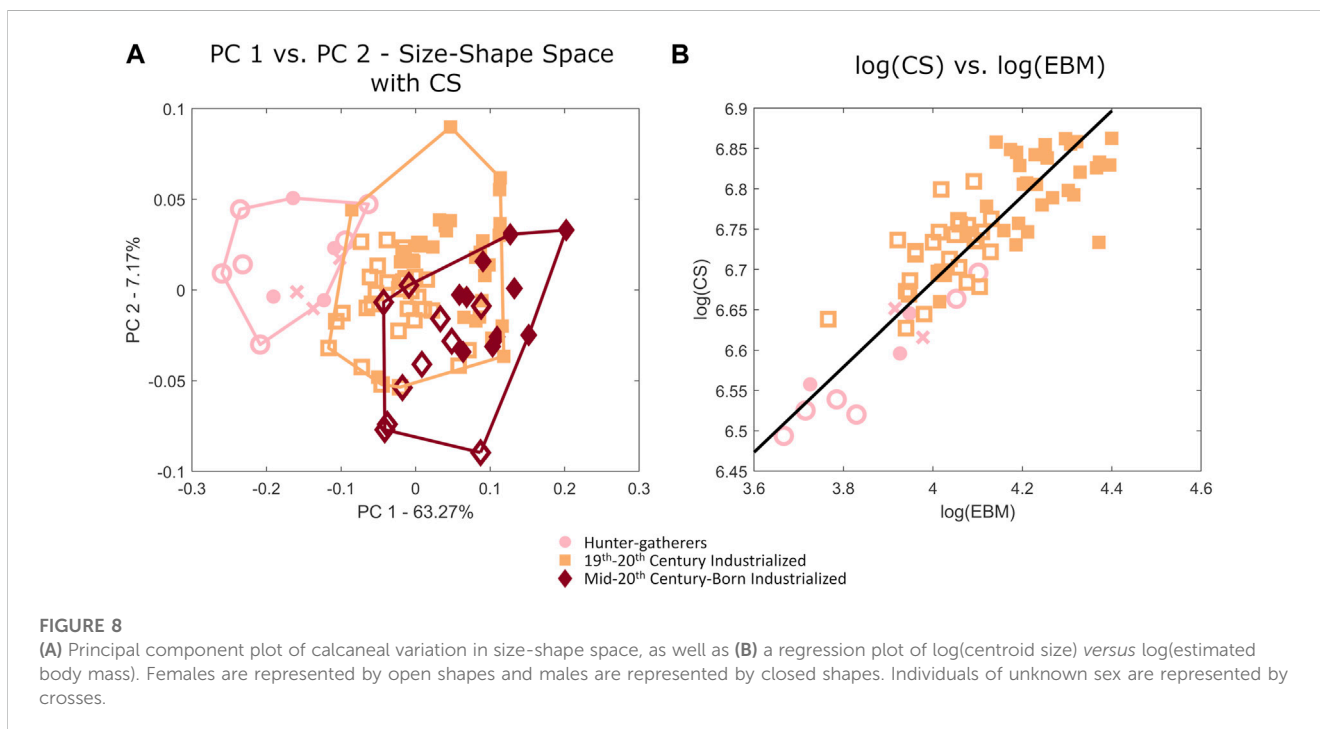 A
PC 1 vs. PC 2 - Size-Shape Space
with CS
0.1
0.05
0
-0.05
-0.1
PC 2 - 7.17%
-0.3
-0.2
-0.1
0
0.1
0.2
0.3
PC 1 - 63.27%
B
log(CS) vs. log(EBM)
6.9
6.85
6.8
6.75
6.7
6.65
6.6
6.55
6.5
6.45
log(CS)
3.6
3.8
4
4.2
4.4
4.6
log(EBM)
Hunter-gatherers
19th-20th Century Industrialized
Mid-20th Century-Born Industrialized
FIGURE 8
(A) Principal component plot of calcaneal variation in size-shape space, as well as (B) a regression plot of log(centroid size) versus log(estimated
body mass). Females are represented by open shapes and males are represented by closed shapes. Individuals of unknown sex are represented by
crosses.